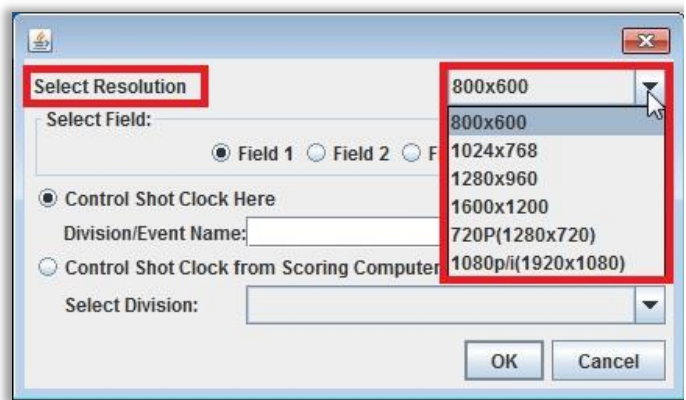 Select Resolution
800x600
800x600
1024x768
1280x960
1600x1200
720P(1280x720)
1080p/i(1920x1080)
Select Field:
Field 1 Field 2
Control Shot Clock Here
Division/Event Name:
Control Shot Clock from Scoring Computer
Select Division:
OK Cancel